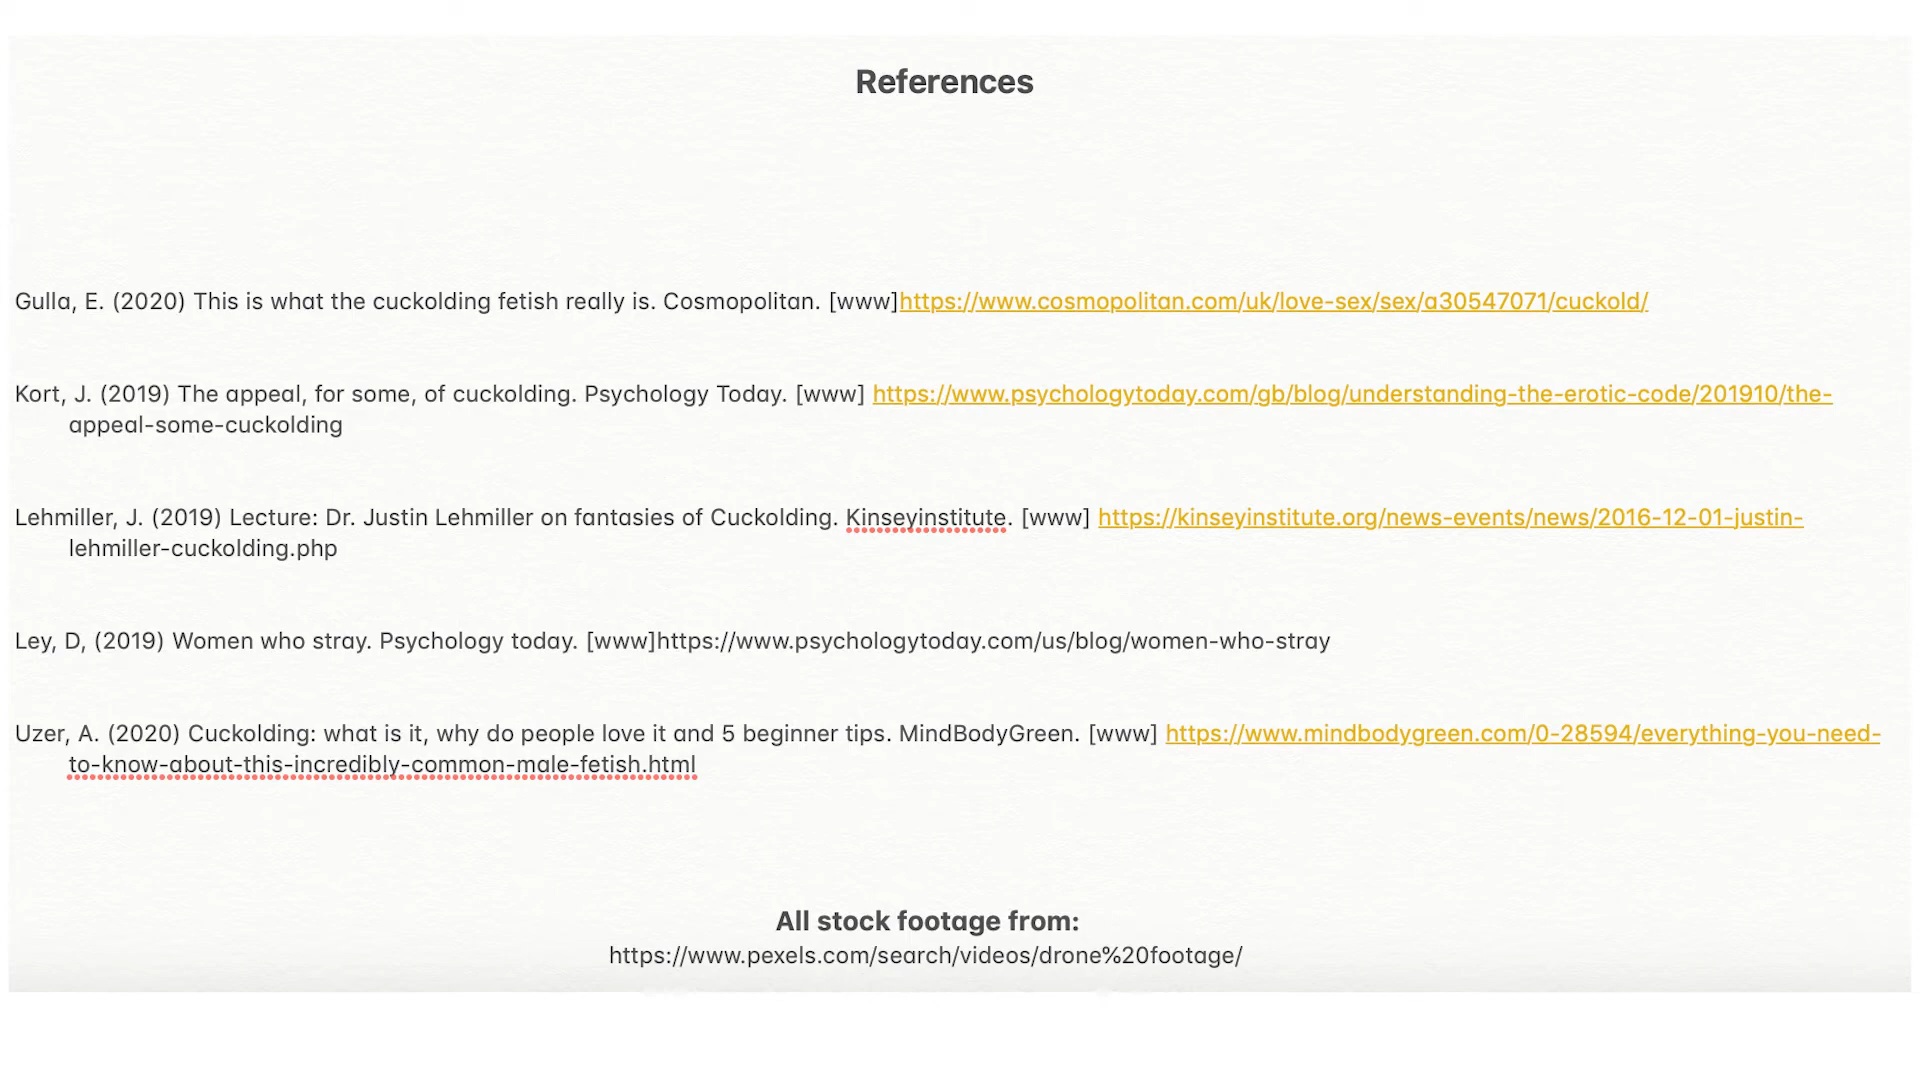 References
Gulla, E. (2020) This is what the cuckolding fetish really is. Cosmopolitan. [www]https://www.cosmopolitan.com/uk/love-sex/sex/a30547071/cuckold/
Kort, J. (2019) The appeal, for some, of cuckolding. Psychology Today. [www] https://www.psychologytoday.com/gb/blog/understanding-the-erotic-code/201910/the-
appeal-some-cuckolding
Lehmiller, J. (2019) Lecture: Dr. Justin Lehmiller on fantasies of Cuckolding. Kinseyinstitute. [www] https://kinseyinstitute.org/news-events/news/2016-12-01-justin-
lehmiller-cuckolding.php
Ley, D, (2019) Women who stray. Psychology today. [www]https://www.psychologytoday.com/us/blog/women-who-stray
Uzer, A. (2020) Cuckolding: what is it, why do people love it and 5 beginner tips. MindBodyGreen. [www] https://www.mindbodygreen.com/0-28594/everything-you-need-
to-know-about-this-incredibly-common-male-fetish.html
All stock footage from:
https://www.pexels.com/search/videos/drone%20footage/